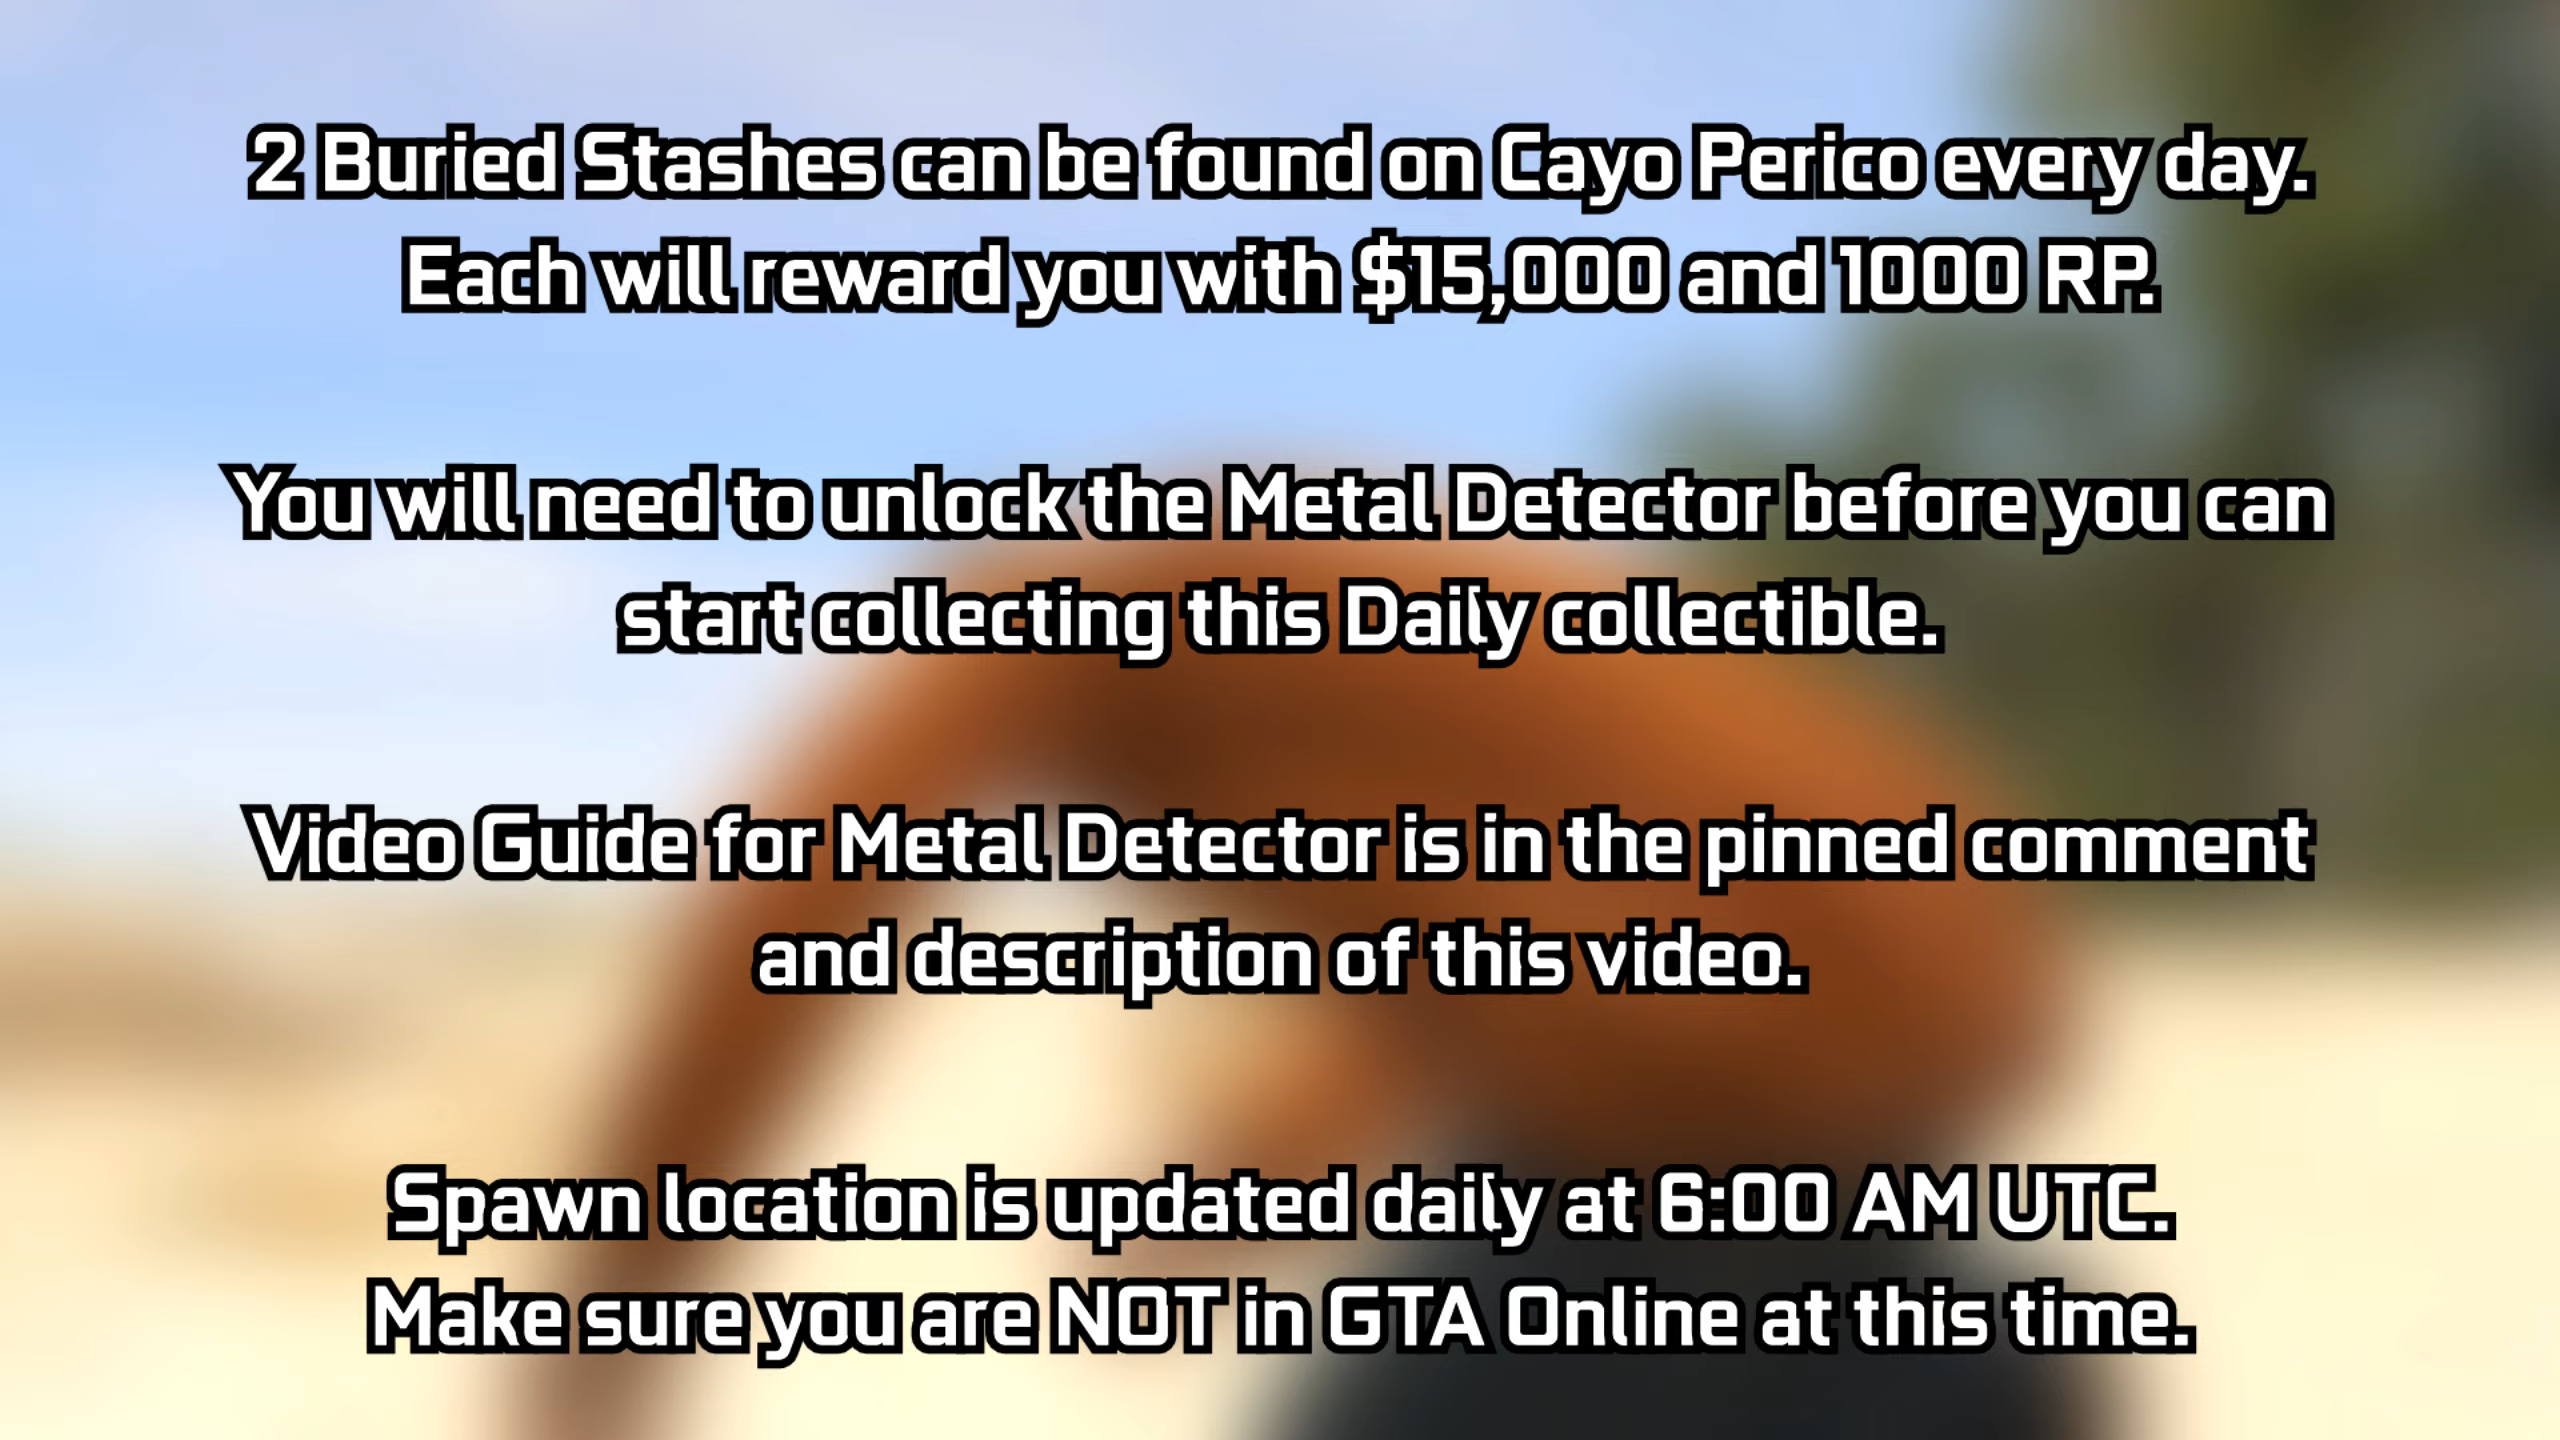 2 Buried Stashes can be found on Cayo Perico every day.
Each will reward you with $15,000 and 1000 RP.
You will need to unlock the Metal Detector before you can
start collecting this Daily collectible.
Video Guide for Metal Detector is in the pinned comment
and description of this video.
Spawn location is updated daily at 6:00 AM UTC.
Make sure you are NOT in GTA Online at this time.